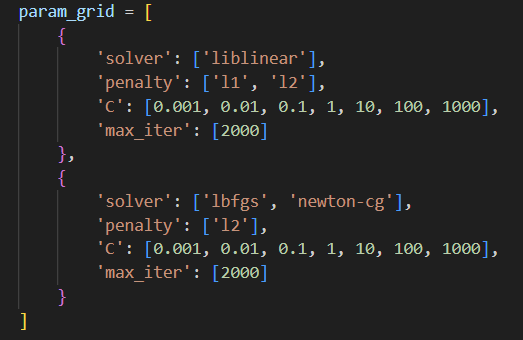 param_grid = [
    {
        'solver': ['liblinear'],
        'penalty': ['l1', 'l2'],
        'C': [0.001, 0.01, 0.1, 1, 10, 100, 1000],
        'max_iter': [2000]
    },
    {
        'solver': ['lbfgs', 'newton-cg'],
        'penalty': ['l2'],
        'C': [0.001, 0.01, 0.1, 1, 10, 100, 1000],
        'max_iter': [2000]
    }
]